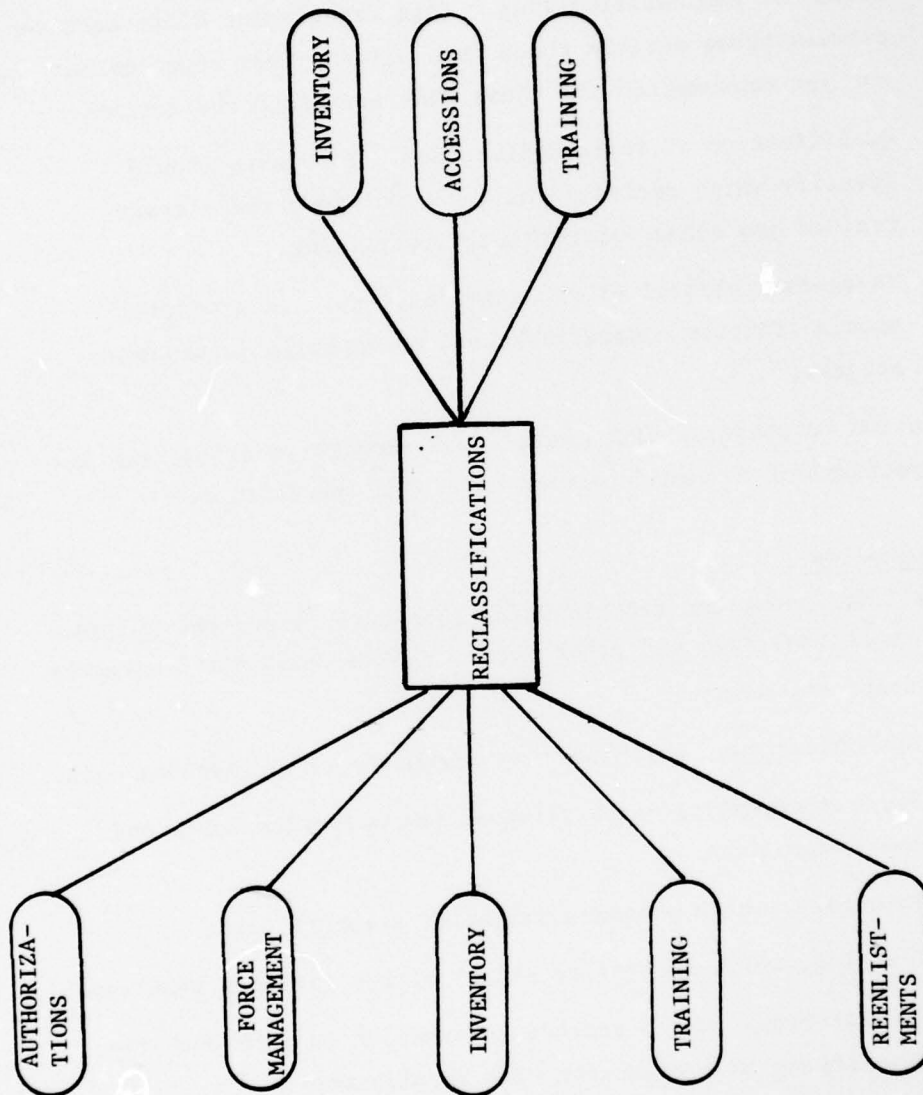 REENLIST-
MENTS
TRAINING
INVENTORY
FORCE
MANAGEMENT
AUTHORIZA-
TIONS
RECLASSIFICATIONS
TRAINING
ACCESSIONS
INVENTORY